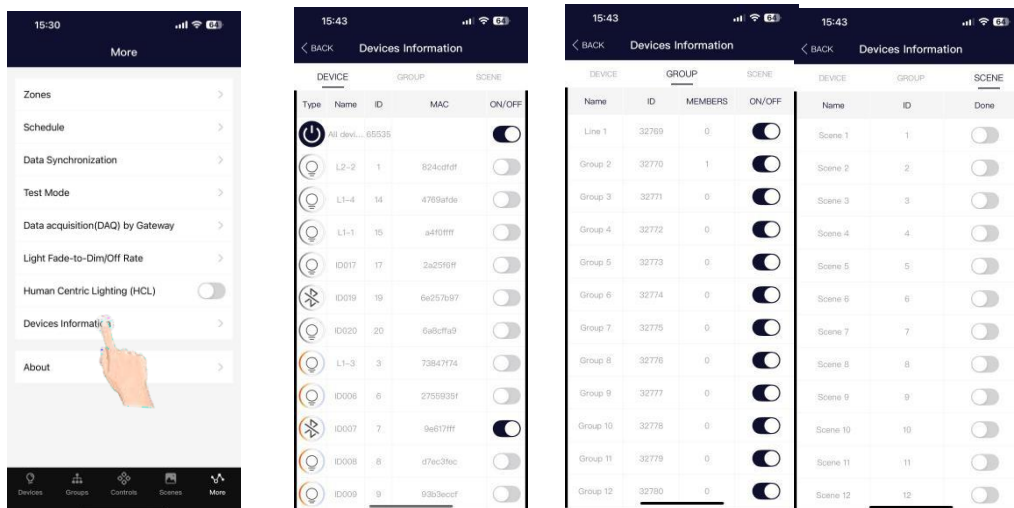 15:30
64
More
Zones
Schedule
Data Synchronization
Test Mode
Data acquisition(DAQ) by Gateway
Light Fade-to-Dim/Off Rate
Human Centric Lighting (HCL)
Devices Information
About
Devices Groups Controls Scenes More
15:43
64
BACK Devices Information
DEVICE GROUP SCENE
Type Name ID MAC ON/OFF
All devi... 65535
L2-2 1 824cdfdf
L1-4 14 4769afde
L1-1 15 a4f0ffff
ID017 17 2a25f6ff
ID019 19 6e257b97
ID020 20 6a8cffa9
L1-3 3 73847f74
ID006 6 2755935f
ID007 7 9e617fff
ID008 8 d7ec3fec
ID009 9 93b3eccf
15:43
64
BACK Devices Information
DEVICE GROUP SCENE
Name ID MEMBERS ON/OFF
Line 1 32769 0
Group 2 32770 1
Group 3 32771 0
Group 4 32772 0
Group 5 32773 0
Group 6 32774 0
Group 7 32775 0
Group 8 32776 0
Group 9 32777 0
Group 10 32778 0
Group 11 32779 0
Group 12 32780 0
15:43
64
BACK Devices Information
DEVICE GROUP SCENE
Name ID Done
Scene 1 1
Scene 2 2
Scene 3 3
Scene 4 4
Scene 5 5
Scene 6 6
Scene 7 7
Scene 8 8
Scene 9 9
Scene 10 10
Scene 11 11
Scene 12 12